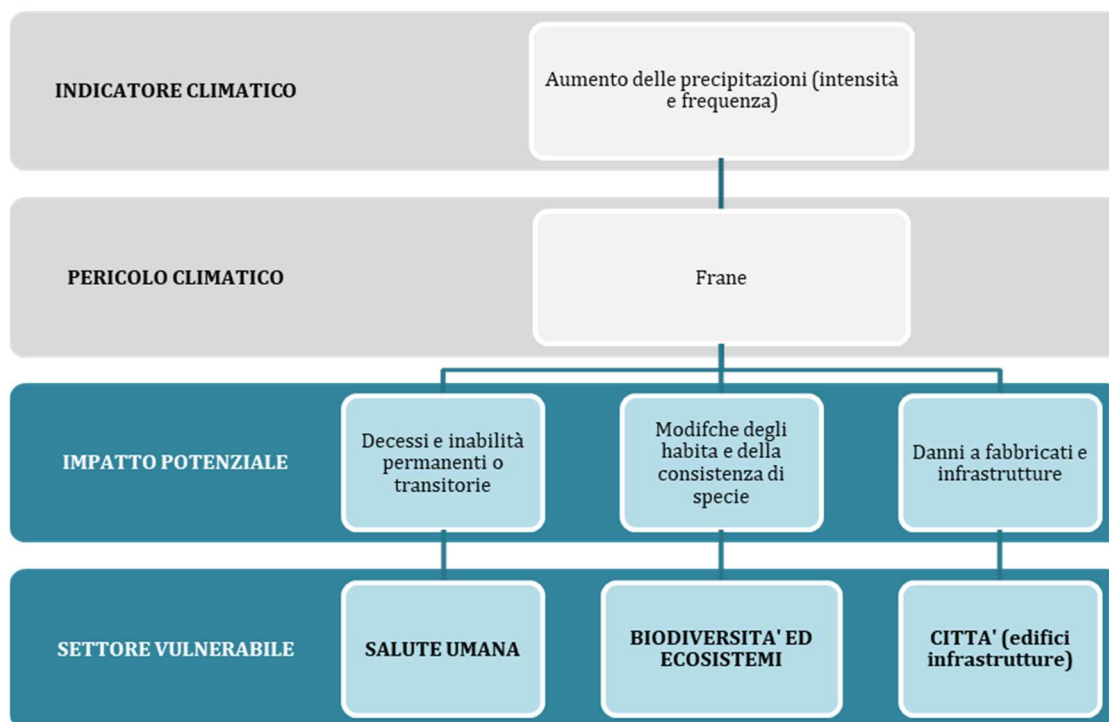 INDICATORE CLIMATICO
Aumento delle precipitazioni (intensità
e frequenza)
PERICOLO CLIMATICO
Frane
IMPATTO POTENZIALE
Decessi e inabilità
permanenti o
transitorie
Modifche degli
habita e della
consistenza di
specie
Danni a fabbricati e
infrastrutture
SETTORE VULNERABILE
SALUTE UMANA
BIODIVERSITA' ED
ECOSISTEMI
CITTA' (edifici
infrastrutture)